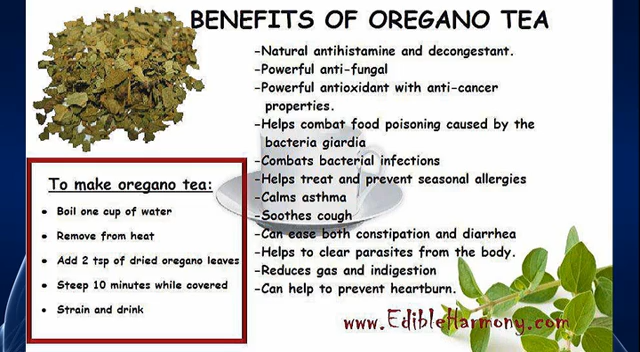 BENEFITS OF OREGANO TEA
-Natural antihistamine and decongestant.
-Powerful anti-fungal
-Powerful antioxidant with anti-cancer
properties.
-Helps combat food poisoning caused by the
bacteria giardia
-Combats bacterial infections
-Helps treat and prevent seasonal allergies
-Calms asthma
-Soothes cough
-Can ease both constipation and diarrhea
-Helps to clear parasites from the body.
-Reduces gas and indigestion
-Can help to prevent heartburn.
To make oregano tea:
• Boil one cup of water
• Remove from heat
• Add 2 tsp of dried oregano leaves
• Steep 10 minutes while covered
• Strain and drink
www.EdibleHarmony.com